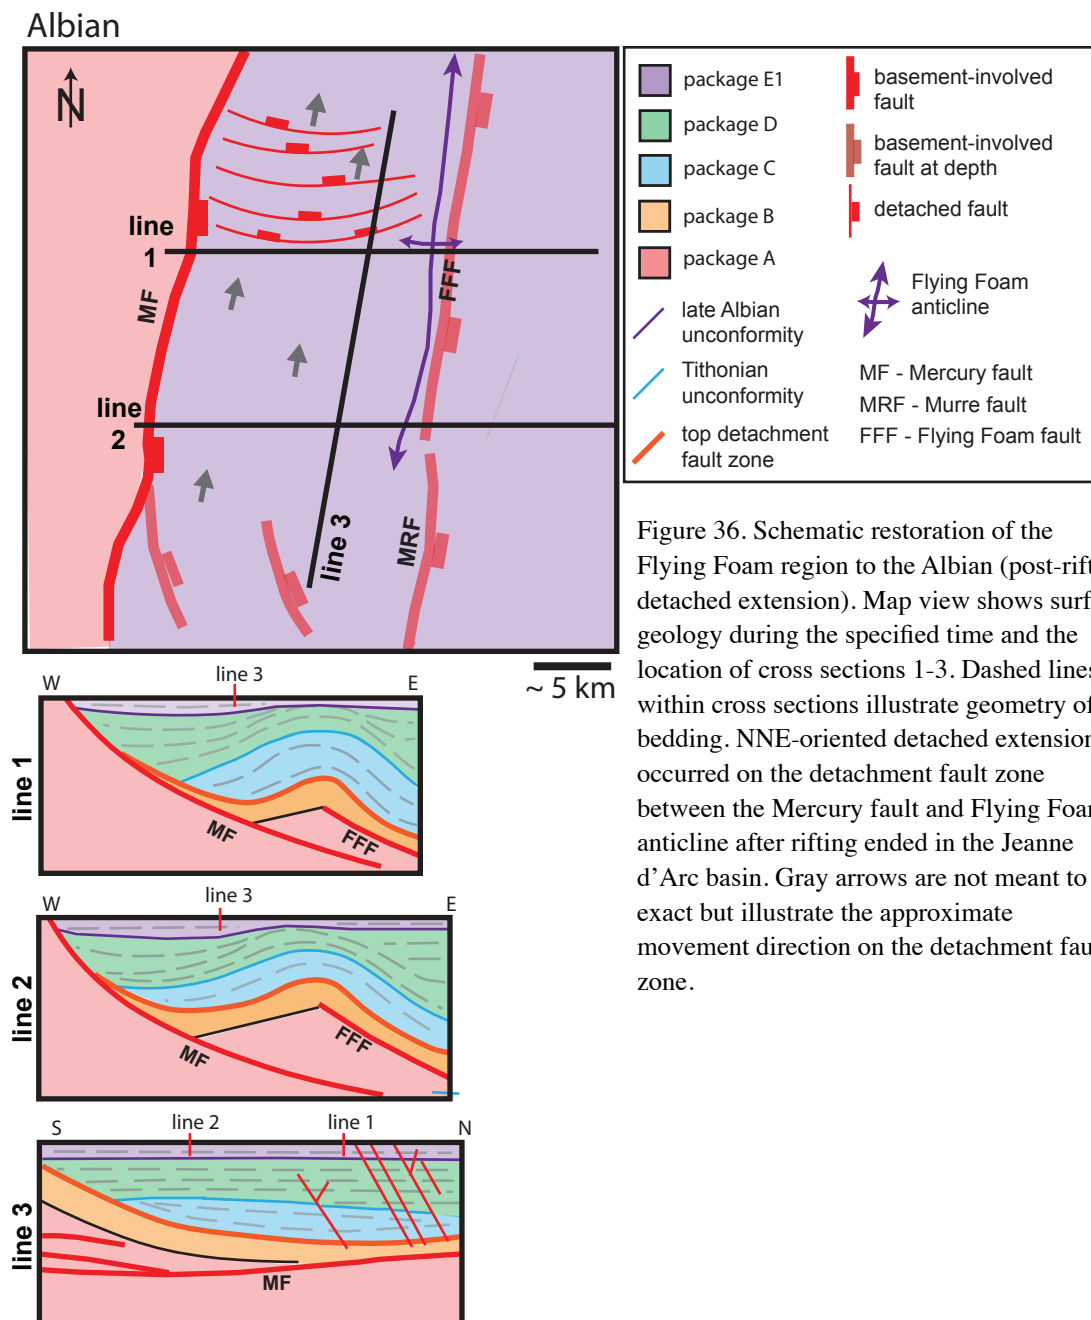 Albian
N
line
1
MF
FFF
line
2
line 3
MRF
~ 5 km
package E1
package D
package C
package B
package A
late Albian
unconformity
Tithonian
unconformity
top detachment
fault zone
basement-involved
fault
basement-involved
fault at depth
detached fault
Flying Foam
anticline
MF - Mercury fault
MRF - Murre fault
FFF - Flying Foam fault
Figure 36. Schematic restoration of the
Flying Foam region to the Albian (post-rift
detached extension). Map view shows surf
geology during the specified time and the
location of cross sections 1-3. Dashed lines
within cross sections illustrate geometry of
bedding. NNE-oriented detached extension
occurred on the detachment fault zone
between the Mercury fault and Flying Foam
anticline after rifting ended in the Jeanne
d'Arc basin. Gray arrows are not meant to
exact but illustrate the approximate
movement direction on the detachment fau
zone.
W
line 3
E
line 1
MF
FFF
W
line 3
E
line 2
MF
FFF
S
line 2
line 1
N
line 3
MF